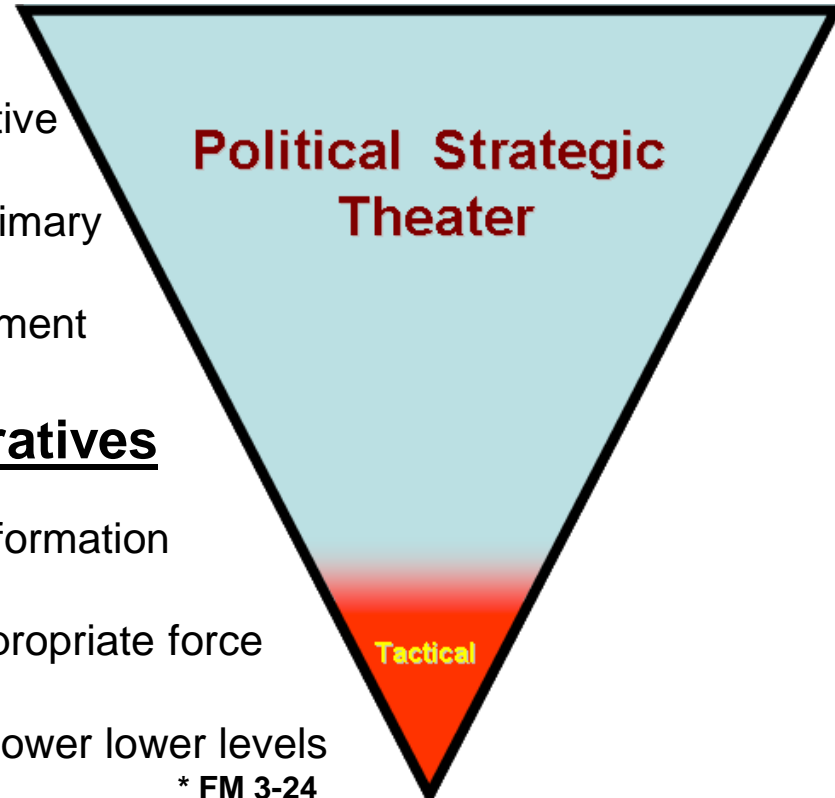 tive
Political Strategic
Theater
imary
ment
ratives
formation
propriate force
Tactical
ower lower levels
* FM 3-24